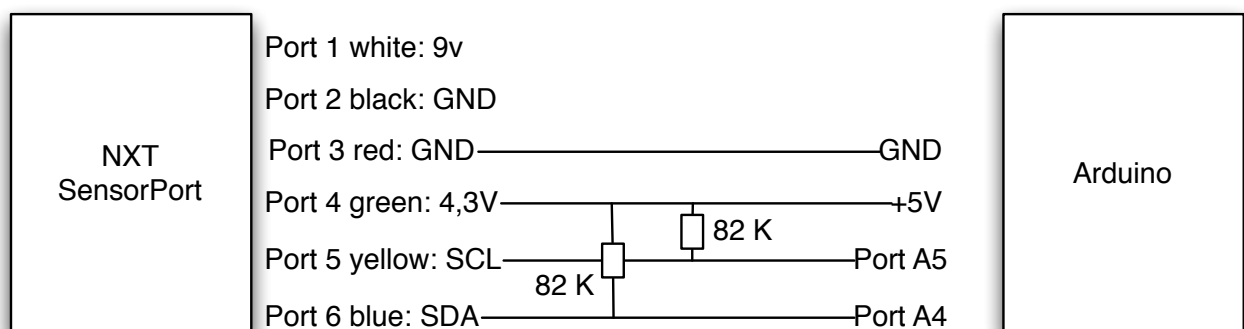 Port 1 white: 9v
Port 2 black: GND
NXT
SensorPort
Port 3 red: GND
GND
Arduino
Port 4 green: 4,3V
+5V
82 K
Port 5 yellow: SCL
Port A5
82 K
Port 6 blue: SDA
Port A4